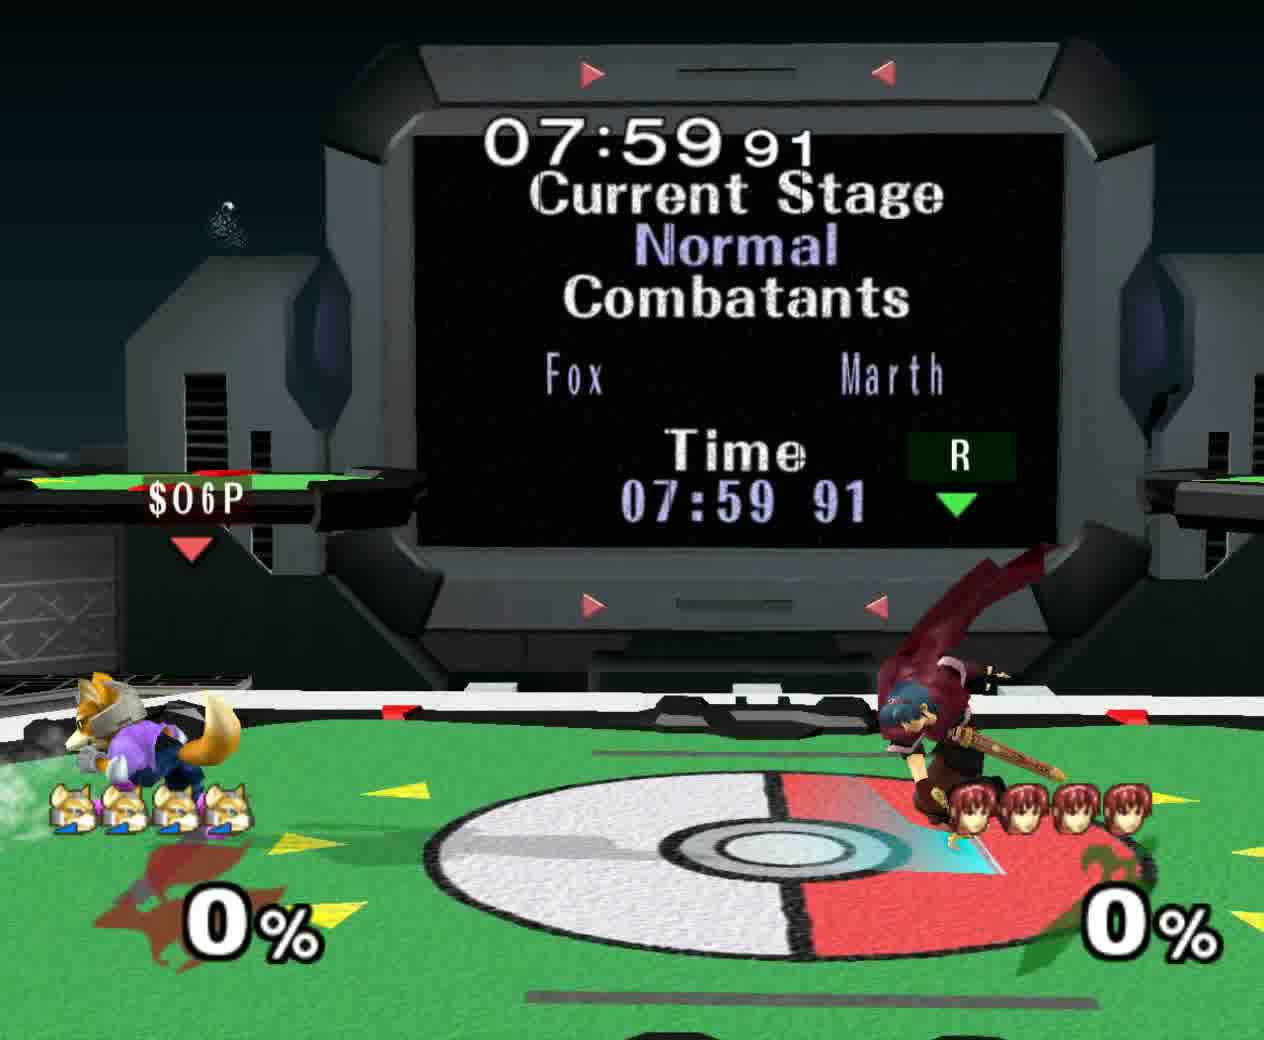 07:59 91
Current Stage
Normal
Combatants
Fox Marth
Time
07:59 91
R
$06P
0%
0%